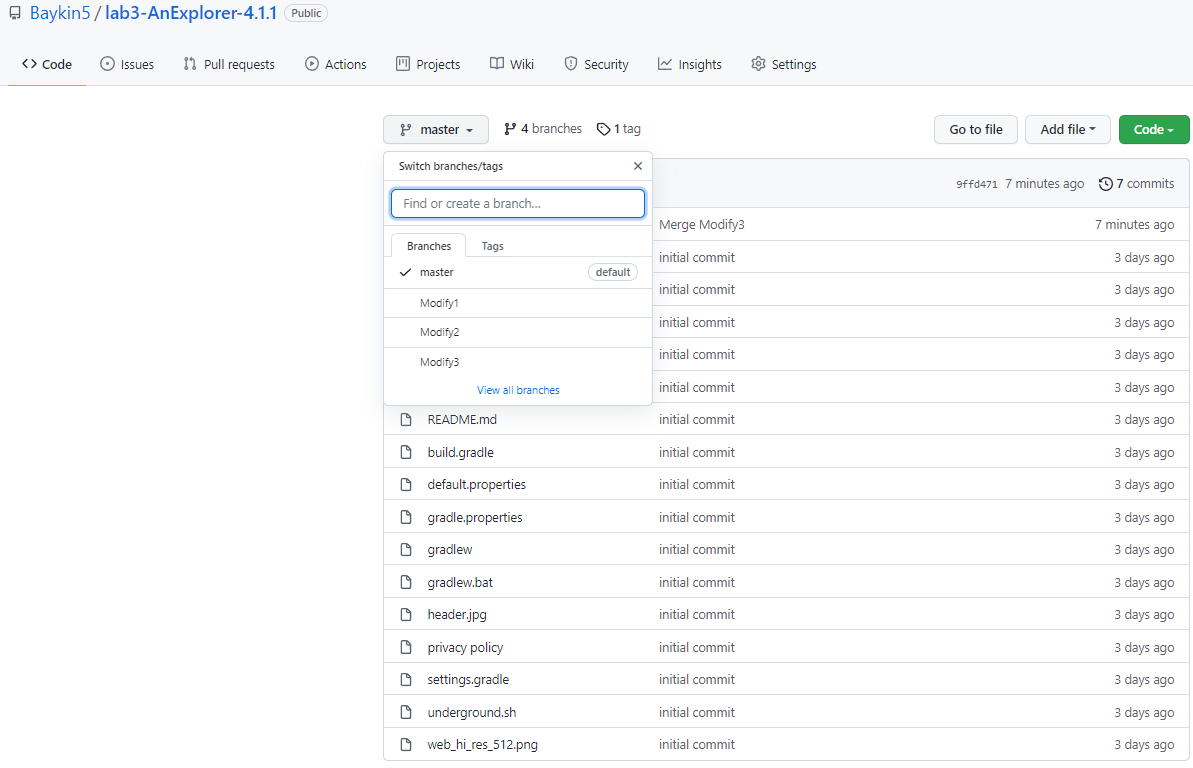 Baykin5 / lab3-AnExplorer-4.1.1 Public
Code Issues Pull requests Actions Projects Wiki Security Insights Settings
master 4 branches 1 tag Go to file Add file Code
Switch branches/tags
Find or create a branch...
Branches Tags
master default
Modify1
Modify2
Modify3
View all branches
9ffd471 7 minutes ago 7 commits
Merge Modify3 7 minutes ago
initial commit 3 days ago
initial commit 3 days ago
initial commit 3 days ago
initial commit 3 days ago
initial commit 3 days ago
README.md initial commit 3 days ago
build.gradle initial commit 3 days ago
default.properties initial commit 3 days ago
gradle.properties initial commit 3 days ago
gradlew initial commit 3 days ago
gradlew.bat initial commit 3 days ago
header.jpg initial commit 3 days ago
privacy policy initial commit 3 days ago
settings.gradle initial commit 3 days ago
underground.sh initial commit 3 days ago
web_hi_res_512.png initial commit 3 days ago